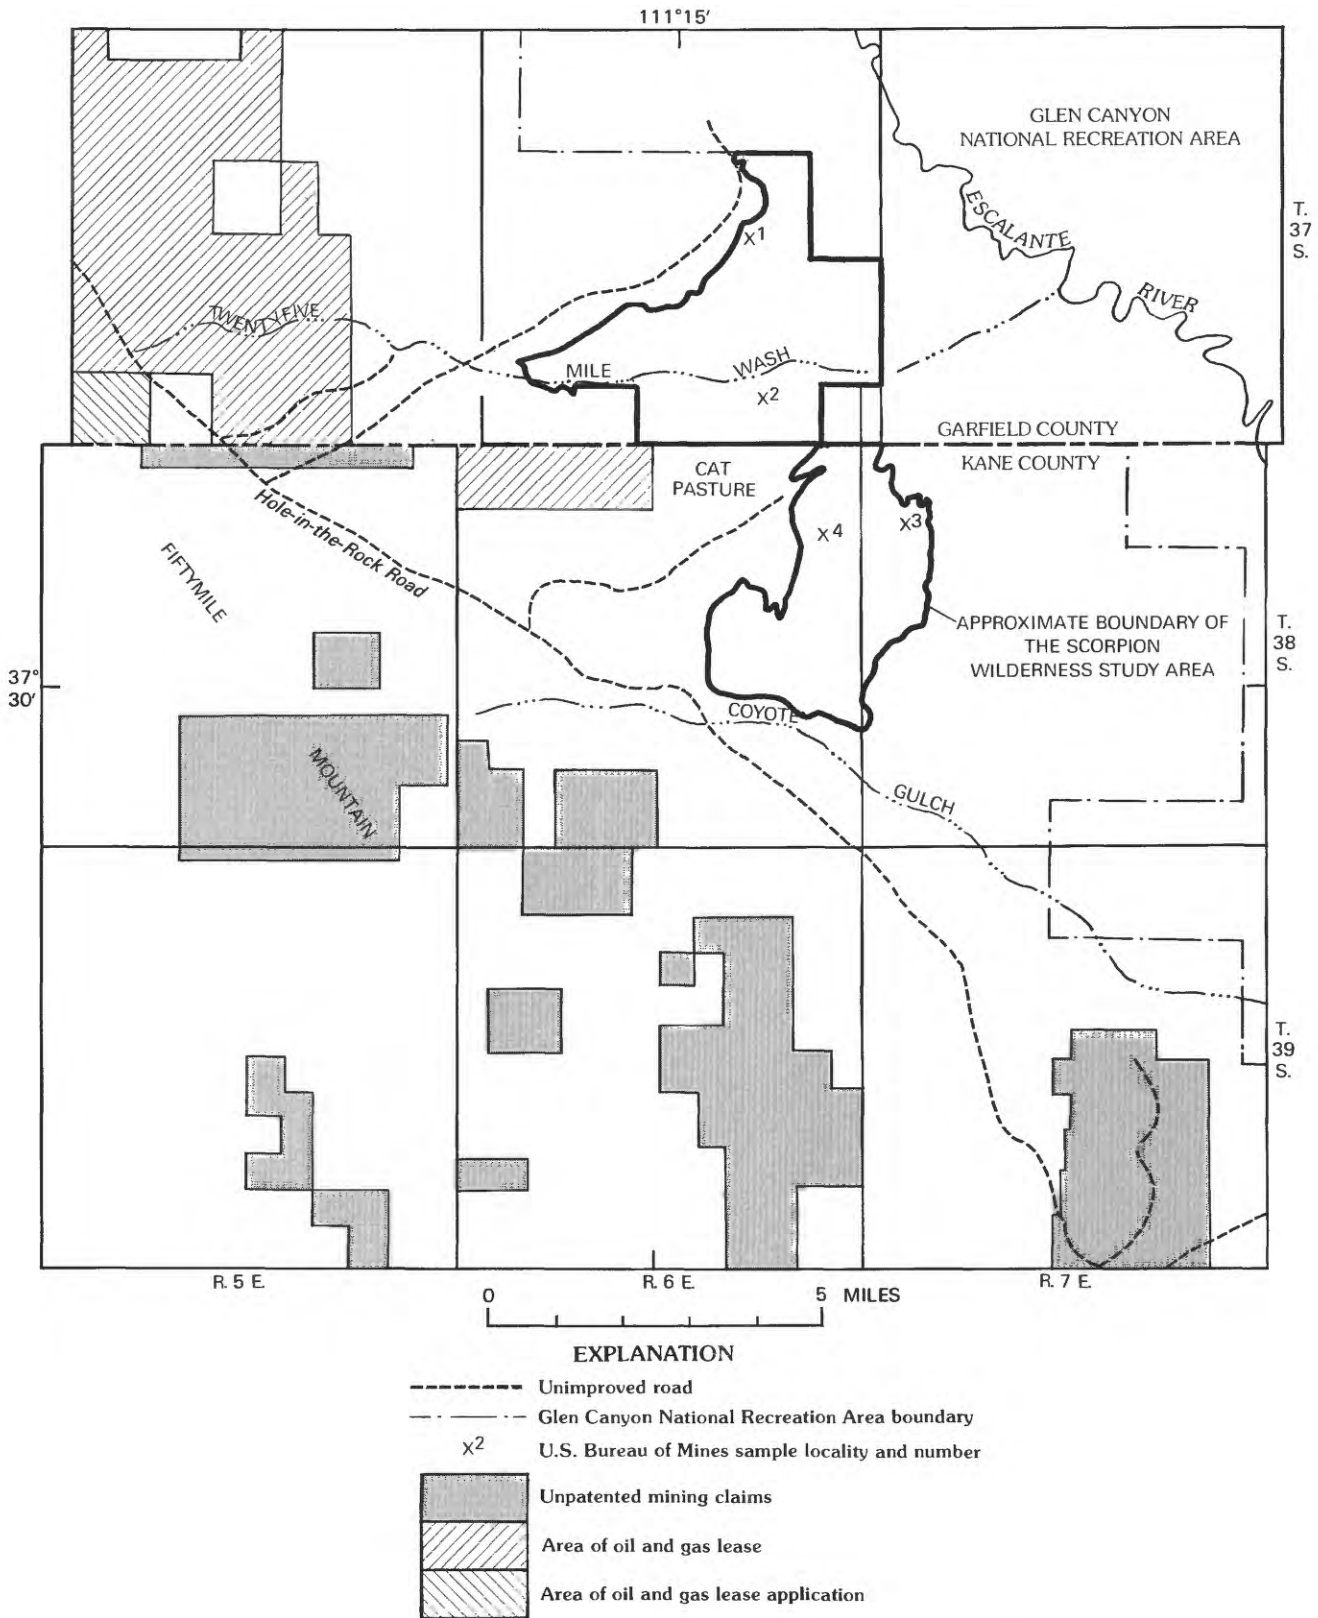 111°15′
GLEN CANYON
NATIONAL RECREATION AREA
T.
37
S.
ESCALANTE
RIVER
x1
TWENTYFIVE
MILE
WASH
x2
GARFIELD COUNTY
KANE COUNTY
CAT
PASTURE
Hole-in-the-Rock Road
x4
x3
FIFTYMILE
MOUNTAIN
APPROXIMATE BOUNDARY OF
THE SCORPION
WILDERNESS STUDY AREA
T.
38
S.
37°
30′
COYOTE
GULCH
T.
39
S.
R. 5 E.
R. 6 E.
R. 7 E.
0 5 MILES
EXPLANATION
Unimproved road
Glen Canyon National Recreation Area boundary
x2 U.S. Bureau of Mines sample locality and number
Unpatented mining claims
Area of oil and gas lease
Area of oil and gas lease application